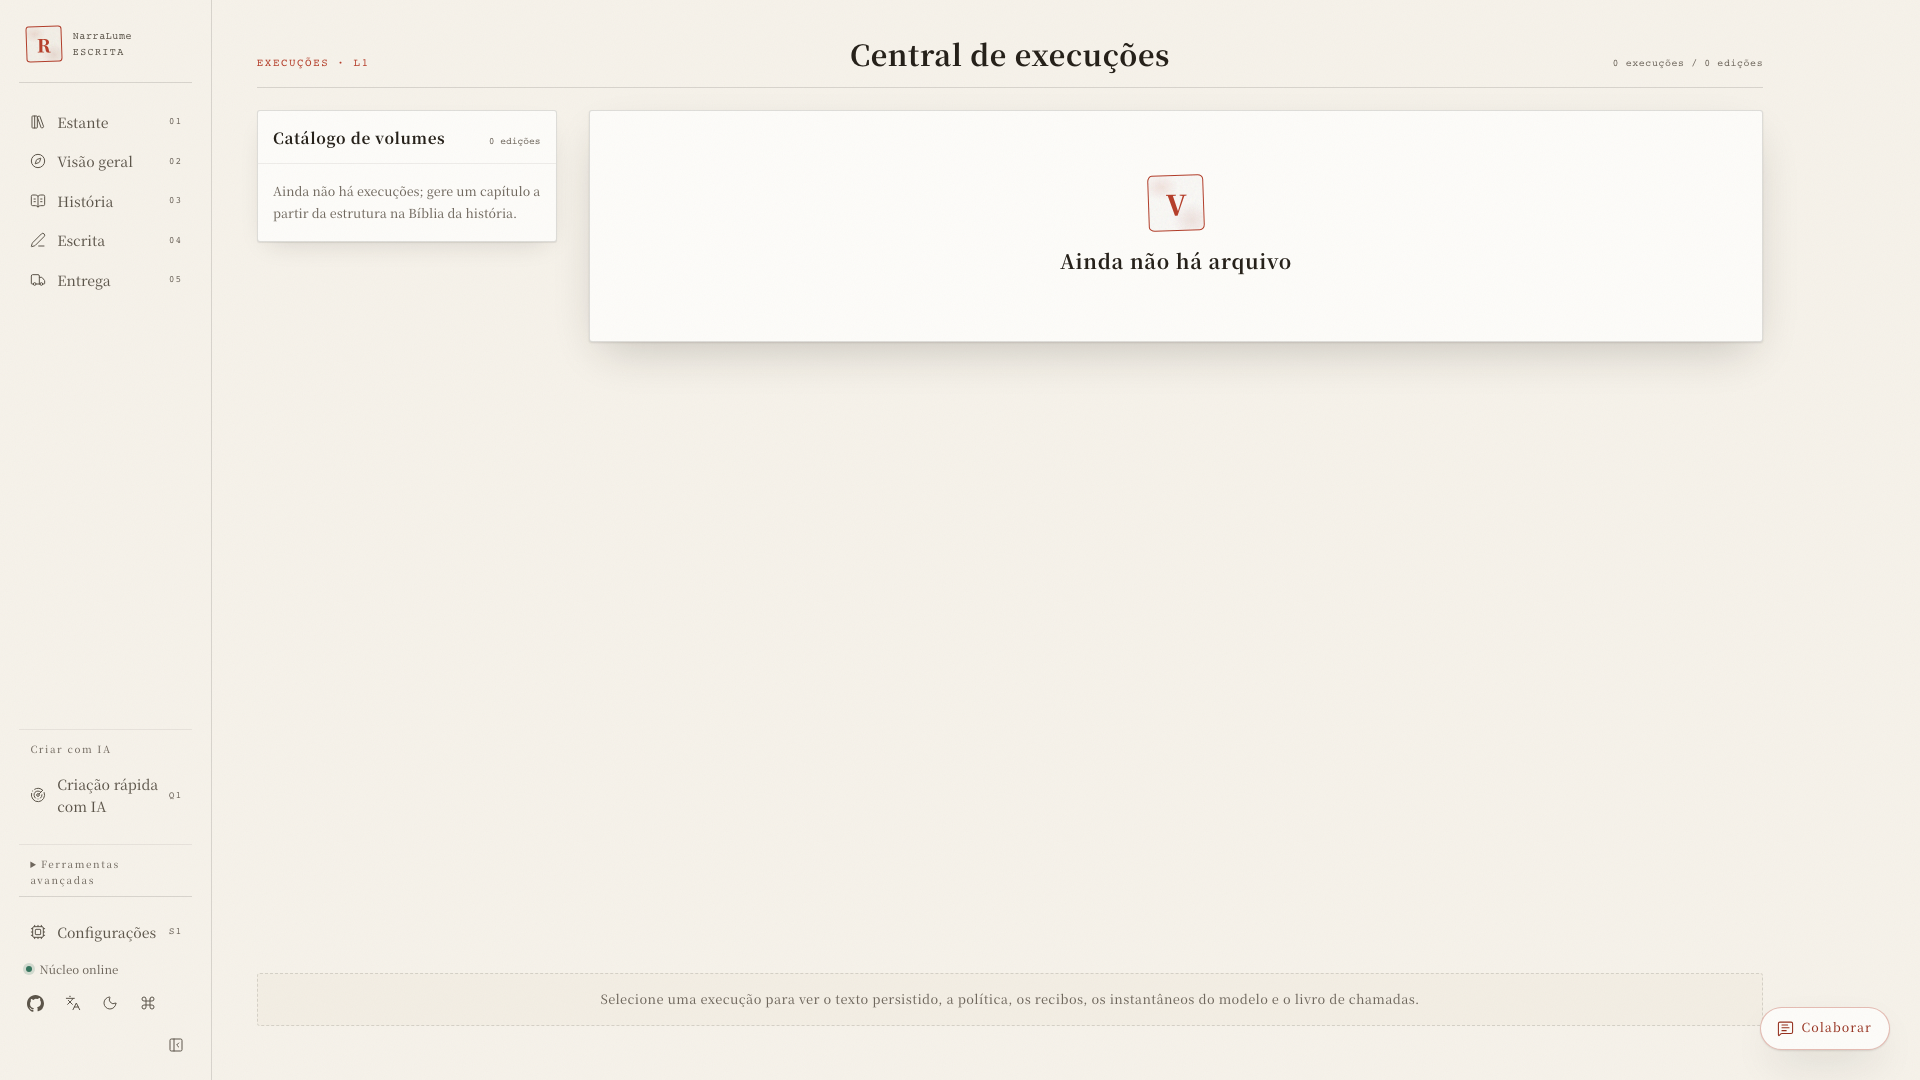 R
NarraLume
ESCRITA
Estante 01
Visão geral 02
História 03
Escrita 04
Entrega 05
Criar com IA
Criação rápida
com IA
Q1
Ferramentas
avançadas
Configurações S1
Núcleo online
EXECUÇÕES · L1
Central de execuções
0 execuções / 0 edições
Catálogo de volumes
0 edições
Ainda não há execuções; gere um capítulo a
partir da estrutura na Bíblia da história.
V
Ainda não há arquivo
Selecione uma execução para ver o texto persistido, a política, os recibos, os instantâneos do modelo e o livro de chamadas.
Colaborar